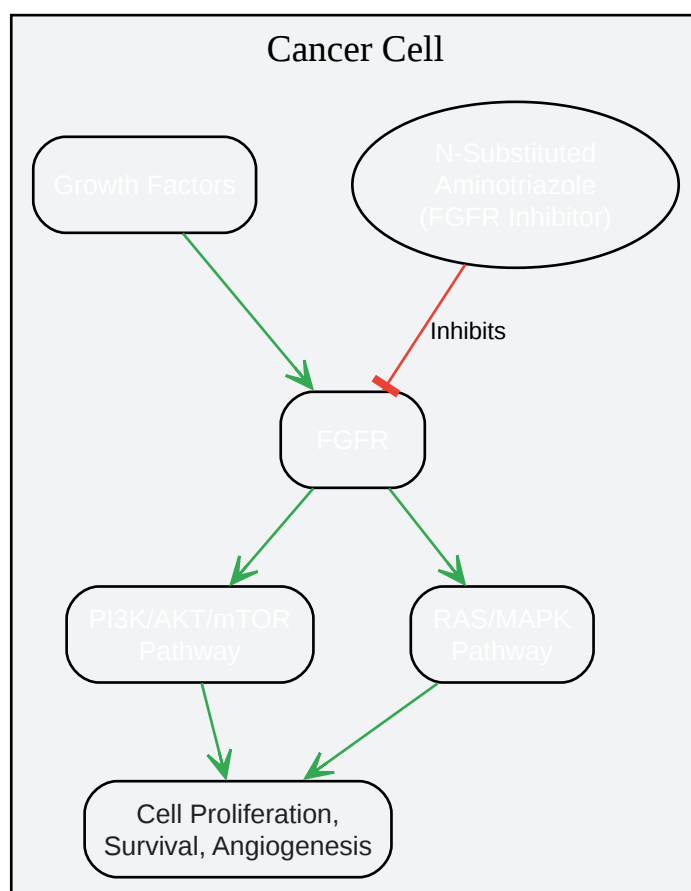 Cancer Cell
Growth Factors
N-Substituted
Aminotriazole
(FGFR Inhibitor)
Inhibits
FGFR
PI3K/AKT/mTOR
Pathway
RAS/MAPK
Pathway
Cell Proliferation,
Survival, Angiogenesis